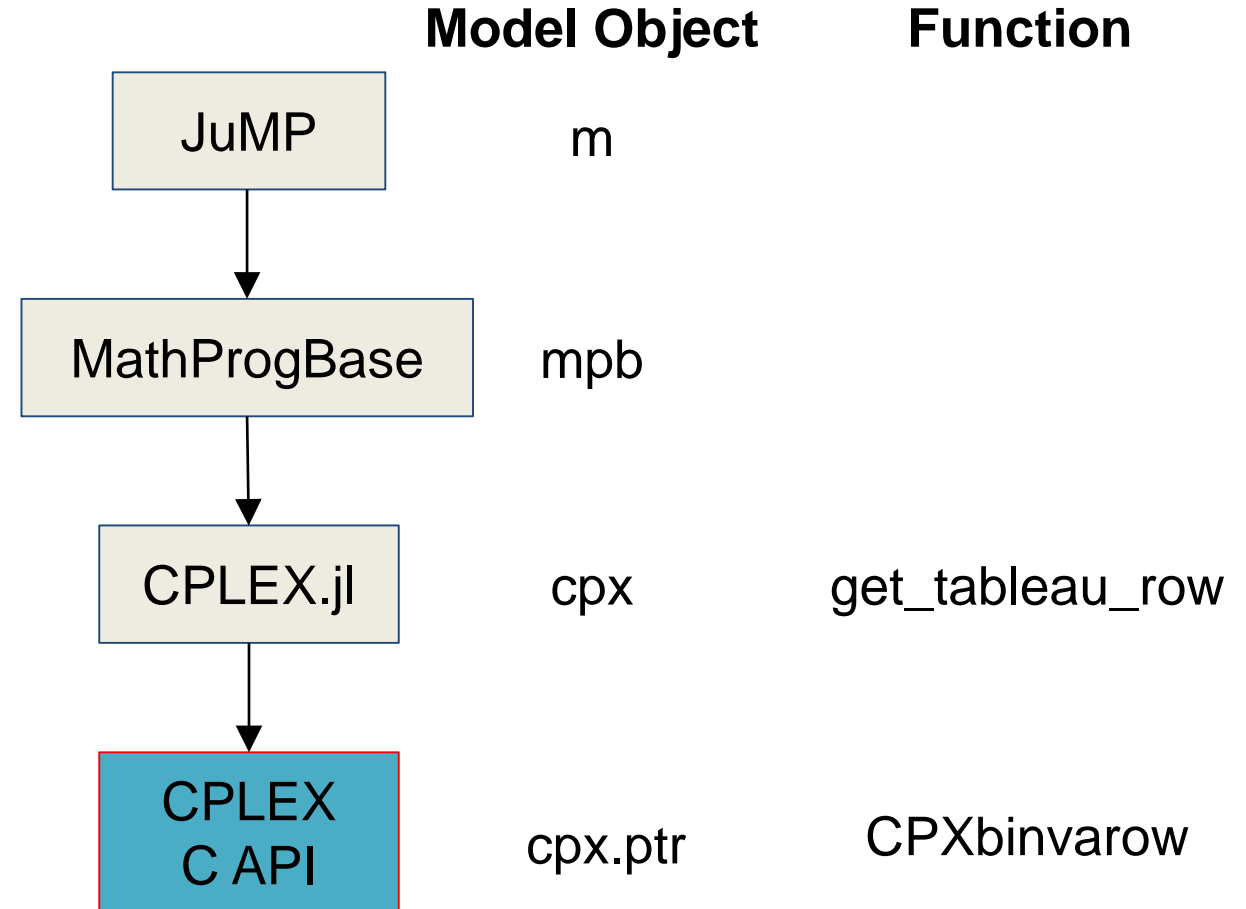 Model Object Function
JuMP m
MathProgBase mpb
CPLEX.jl cpx get_tableau_row
CPLEX
C API cpx.ptr CPXbinvarow